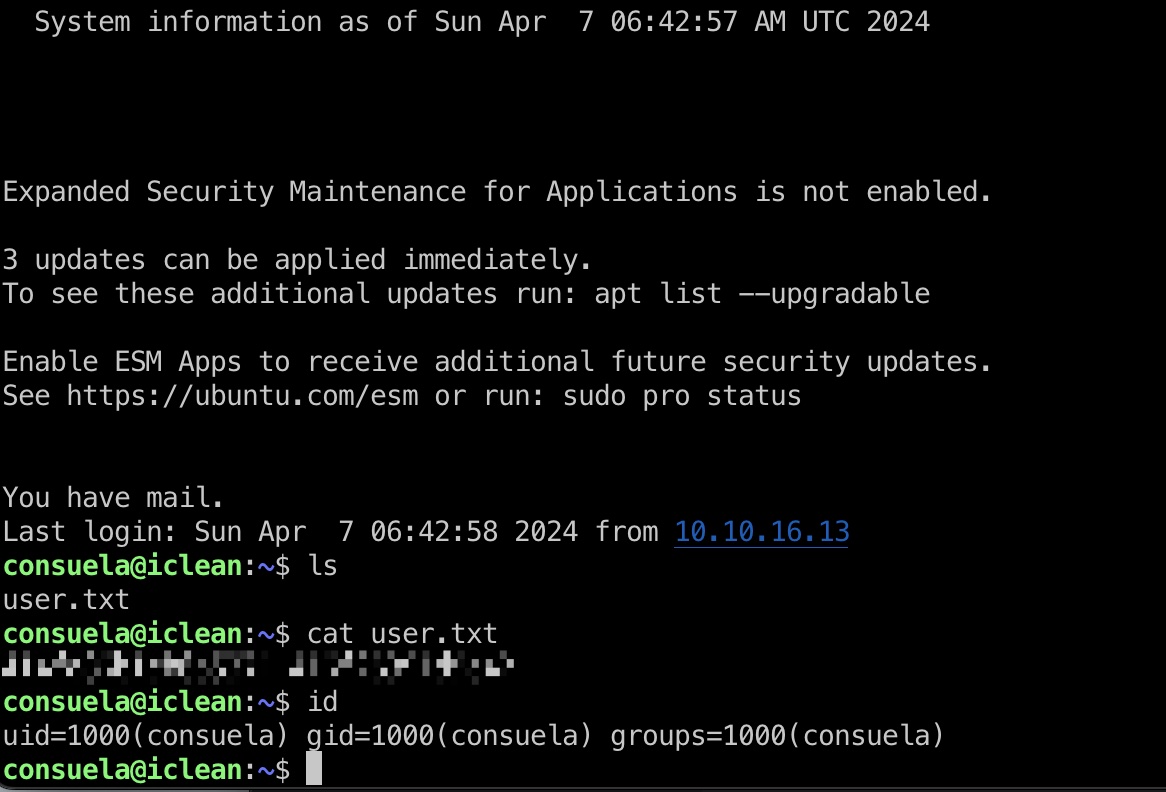 System information as of Sun Apr  7 06:42:57 AM UTC 2024
Expanded Security Maintenance for Applications is not enabled.
3 updates can be applied immediately.
To see these additional updates run: apt list --upgradable
Enable ESM Apps to receive additional future security updates.
See https://ubuntu.com/esm or run: sudo pro status
You have mail.
Last login: Sun Apr  7 06:42:58 2024 from 10.10.16.13
consuela@iclean:~$ ls
user.txt
consuela@iclean:~$ cat user.txt
consuela@iclean:~$ id
uid=1000(consuela) gid=1000(consuela) groups=1000(consuela)
consuela@iclean:~$